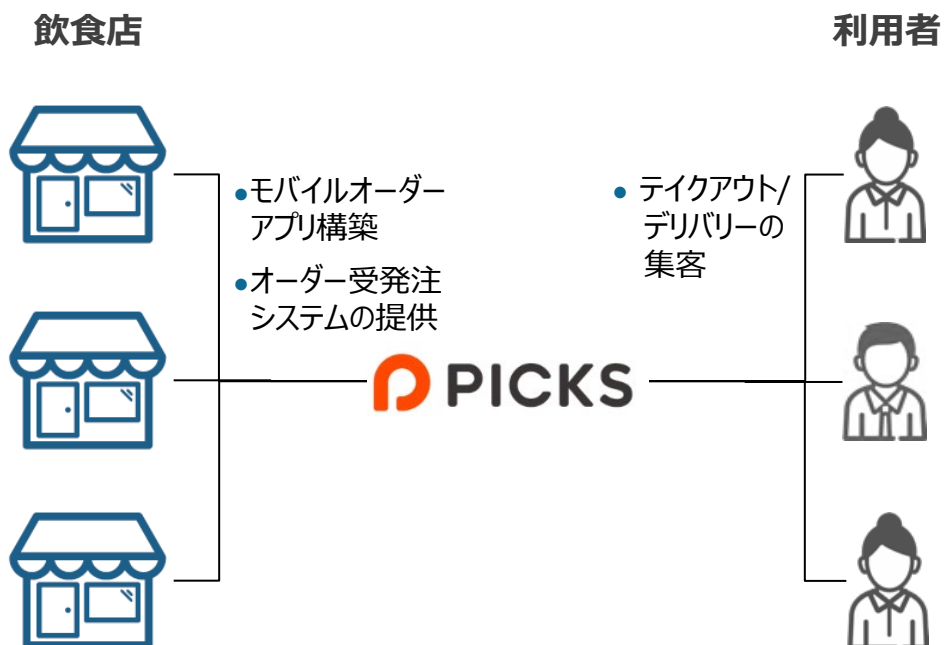 飲食店
利用者
•モバイルオーダー
アプリ構築
•オーダー受発注
システムの提供
• テイクアウト/
デリバリーの
集客
PICKS